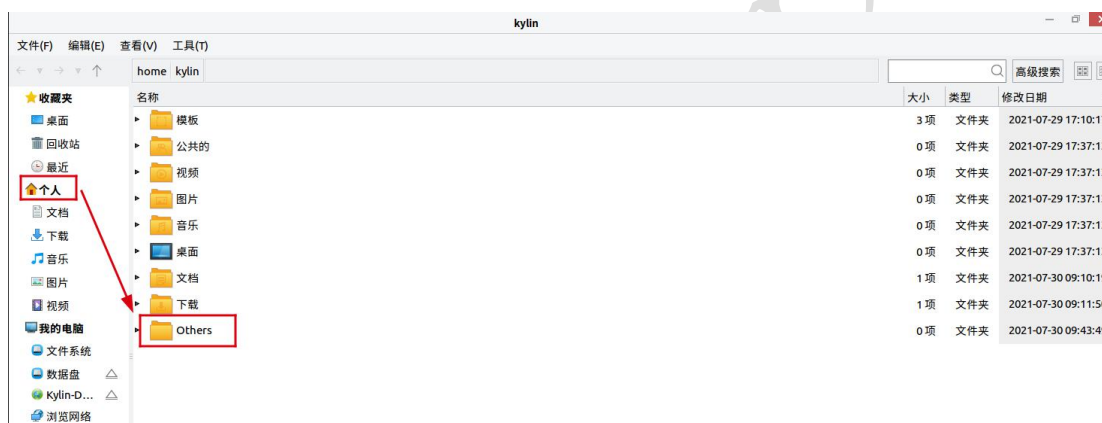 kylin
文件(F) 编辑(E) 查看(V) 工具(T)
home kylin 高级搜索
收藏夹 名称 大小 类型 修改日期
桌面 模板 3 项 文件夹 2021-07-29 17:10:1
回收站 公共的 0 项 文件夹 2021-07-29 17:37:1
最近 视频 0 项 文件夹 2021-07-29 17:37:1
个人 图片 0 项 文件夹 2021-07-29 17:37:1
文档 音乐 0 项 文件夹 2021-07-29 17:37:1
下载 桌面 0 项 文件夹 2021-07-29 17:37:1
音乐 文档 1 项 文件夹 2021-07-30 09:10:1
图片 下载 1 项 文件夹 2021-07-30 09:11:5
视频 Others 0 项 文件夹 2021-07-30 09:43:4
我的电脑
文件系统
数据盘
Kylin-D...
浏览网络